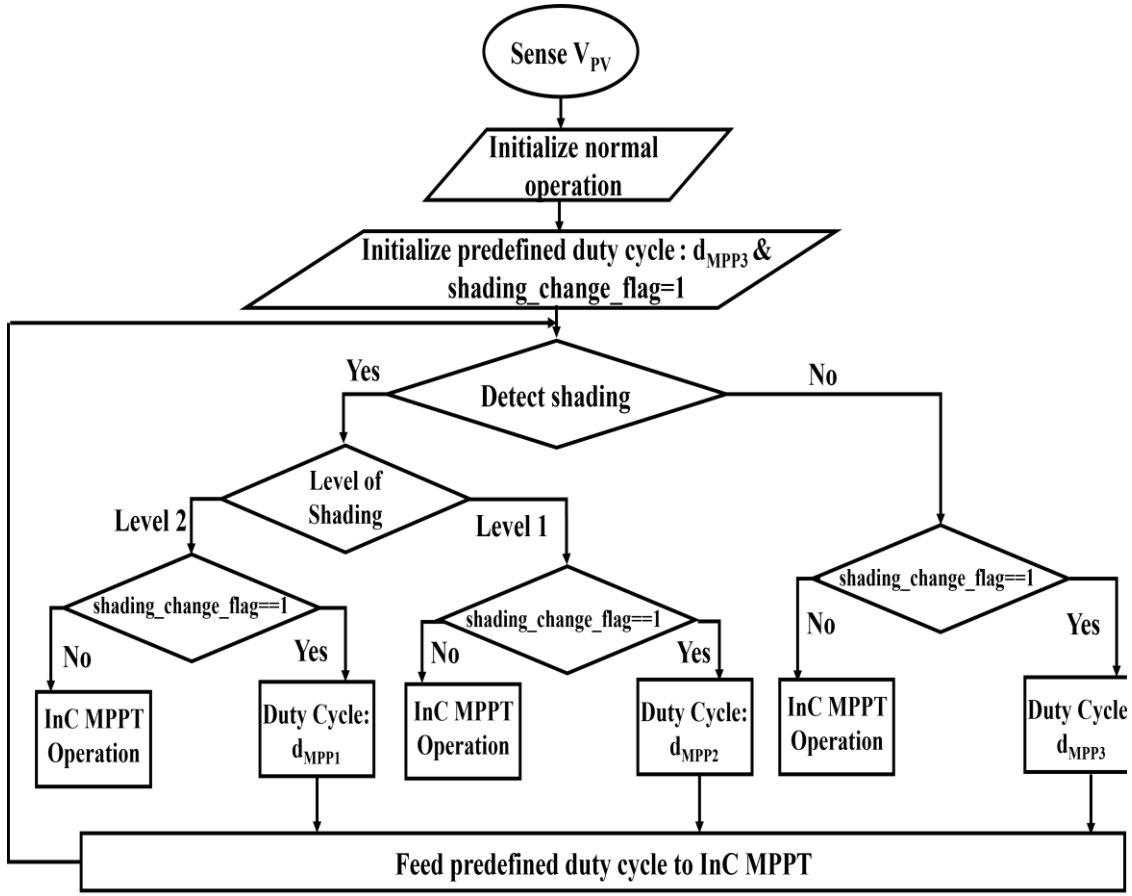 Sense V_PV
Initialize normal
operation
Initialize predefined duty cycle : d_MPP3 &
shading_change_flag=1
Yes
No
Detect shading
Level of
Shading
Level 2
Level 1
shading_change_flag==1
shading_change_flag==1
shading_change_flag==1
No
Yes
No
Yes
No
Yes
InC MPPT
Operation
Duty Cycle:
d_MPP1
InC MPPT
Operation
Duty Cycle:
d_MPP2
InC MPPT
Operation
Duty Cycle:
d_MPP3
Feed predefined duty cycle to InC MPPT